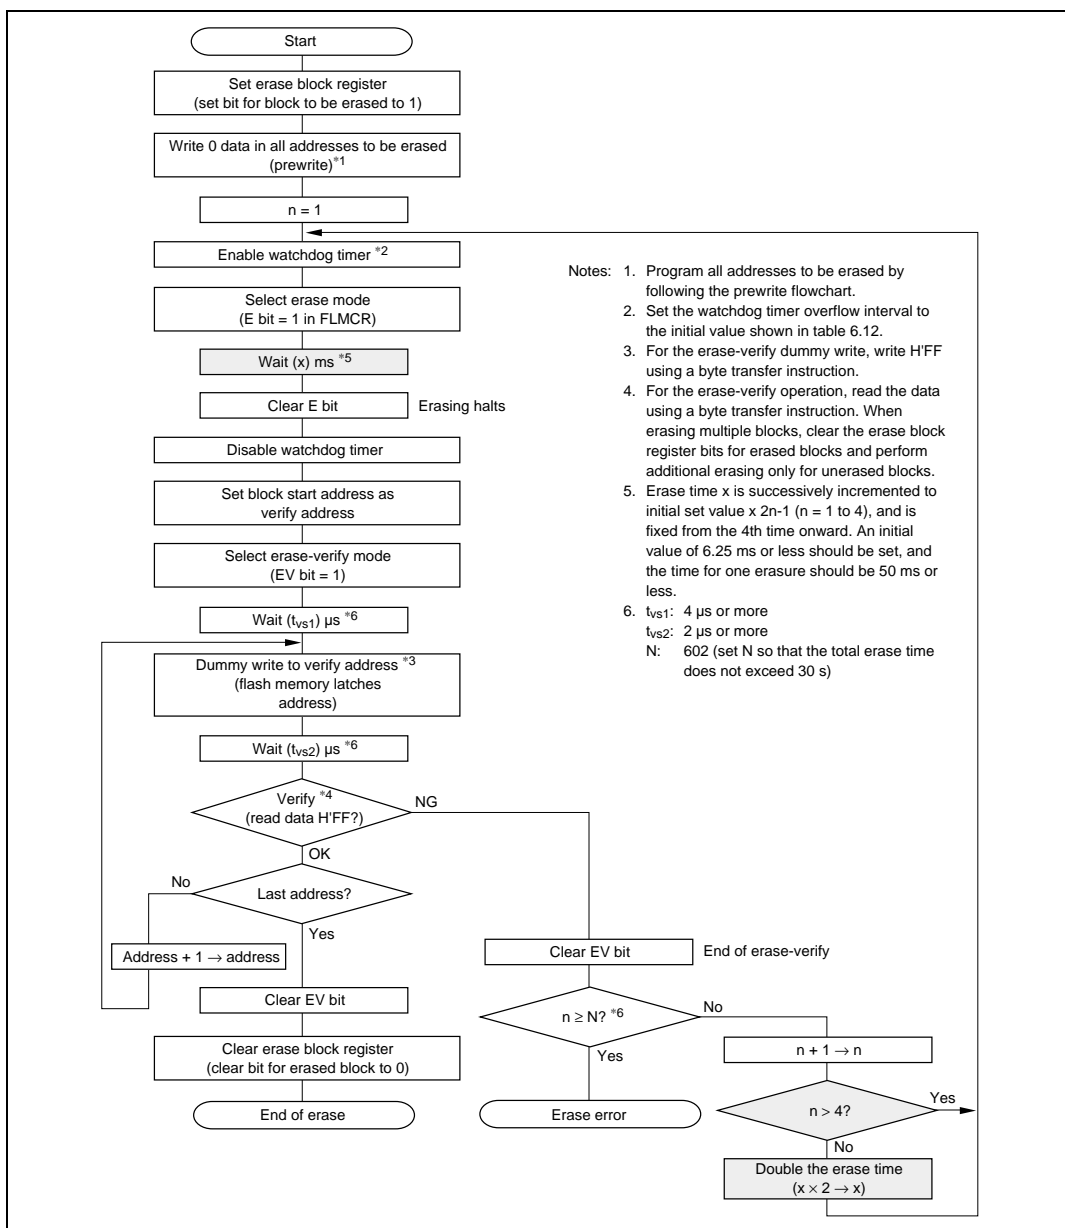 Start
Set erase block register
(set bit for block to be erased to 1)
Write 0 data in all addresses to be erased
(prewrite)*1
n = 1
Enable watchdog timer *2
Select erase mode
(E bit = 1 in FLMCR)
Wait (x) ms *5
Clear E bit
Erasing halts
Disable watchdog timer
Set block start address as
verify address
Select erase-verify mode
(EV bit = 1)
Wait (tvs1) µs *6
Dummy write to verify address *3
(flash memory latches
address)
Wait (tvs2) µs *6
Verify *4
(read data H'FF?)
NG
OK
No
Last address?
Yes
Address + 1 → address
Clear EV bit
Clear erase block register
(clear bit for erased block to 0)
End of erase
Clear EV bit
End of erase-verify
n ≥ N? *6
No
Yes
Erase error
n + 1 → n
n > 4?
Yes
No
Double the erase time
(x × 2 → x)
Notes: 1. Program all addresses to be erased by
following the prewrite flowchart.
2. Set the watchdog timer overflow interval to
the initial value shown in table 6.12.
3. For the erase-verify dummy write, write H'FF
using a byte transfer instruction.
4. For the erase-verify operation, read the data
using a byte transfer instruction. When
erasing multiple blocks, clear the erase block
register bits for erased blocks and perform
additional erasing only for unerased blocks.
5. Erase time x is successively incremented to
initial set value x 2n-1 (n = 1 to 4), and is
fixed from the 4th time onward. An initial
value of 6.25 ms or less should be set, and
the time for one erasure should be 50 ms or
less.
6. tvs1: 4 µs or more
tvs2: 2 µs or more
N: 602 (set N so that the total erase time
does not exceed 30 s)